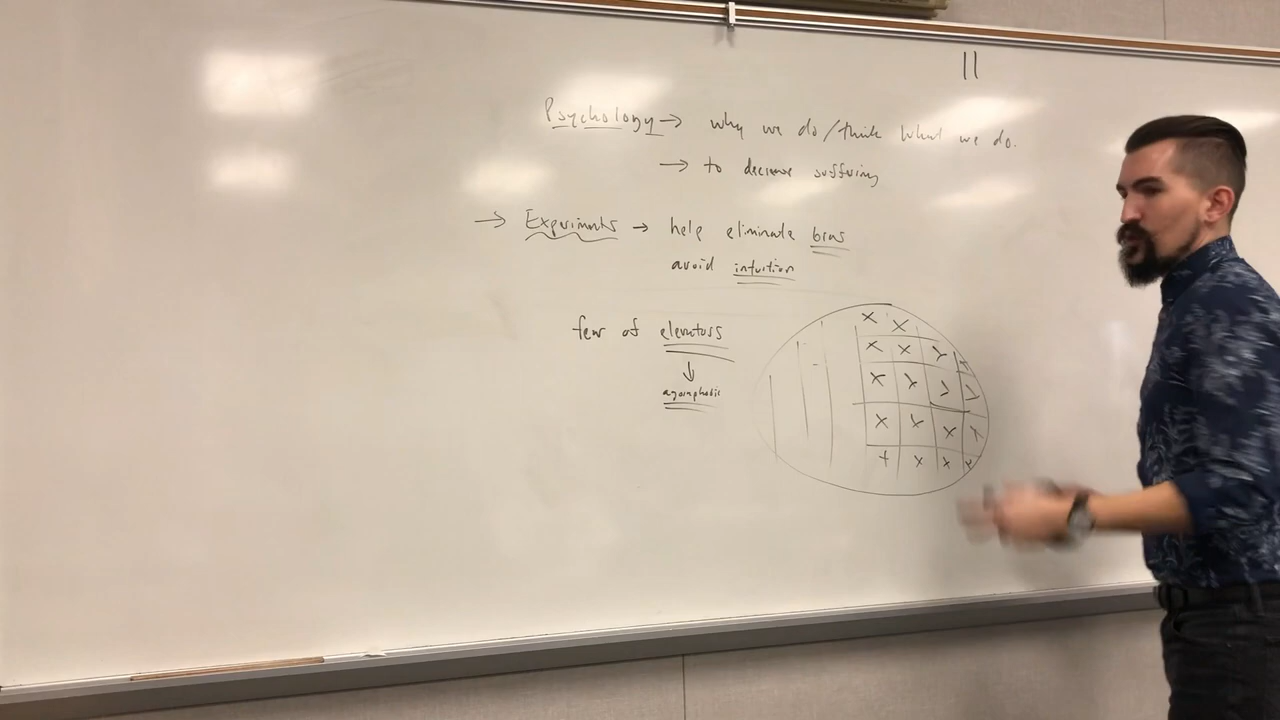 11
Psychology → why we do/think what we do.
→ to decrease suffering
→ Experiments → help eliminate bias
avoid intuition
fear of elevators
↓
agoraphobic
x x
x x x x
x x x x
x x x x
x x x x